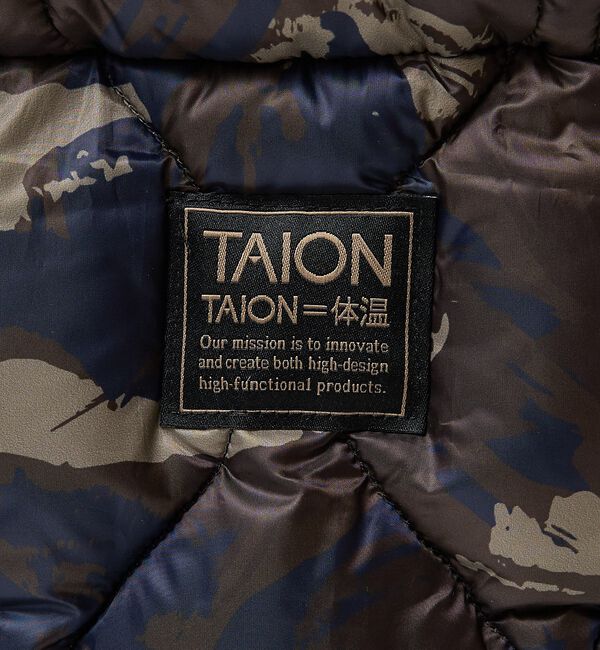 TAION
TAION=体温
Our mission is to innovate
and create both high-design
high-functional products.